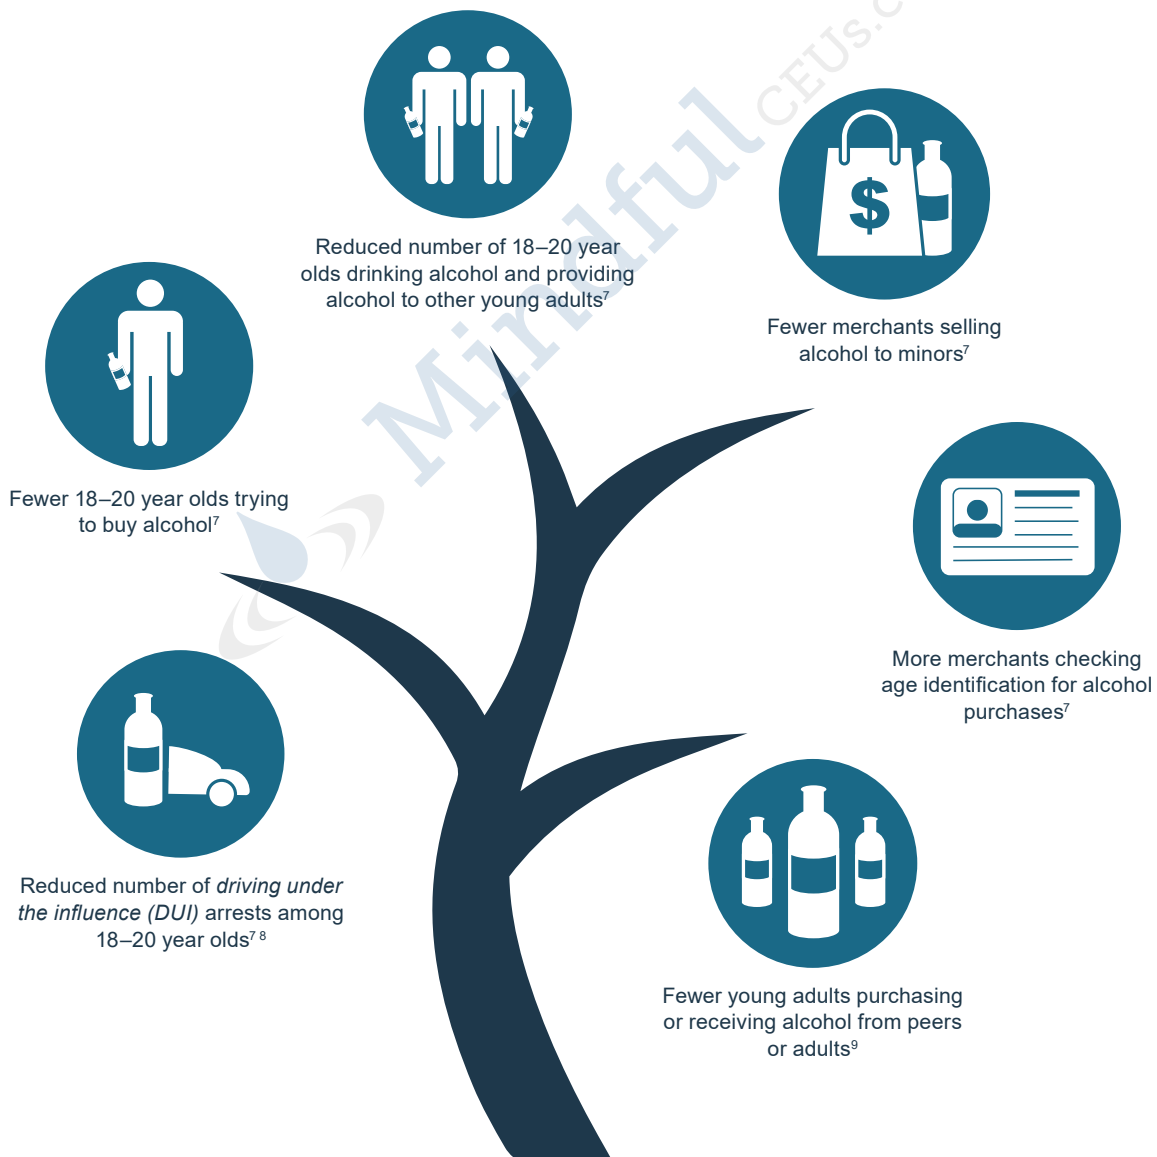 Mindful
CEUs.c
$
Reduced number of 18–20 year
olds drinking alcohol and providing
alcohol to other young adults7
Fewer merchants selling
alcohol to minors7
Fewer 18–20 year olds trying
to buy alcohol7
More merchants checking
age identification for alcohol
purchases7
Reduced number of driving under
the influence (DUI) arrests among
18–20 year olds7 8
Fewer young adults purchasing
or receiving alcohol from peers
or adults9